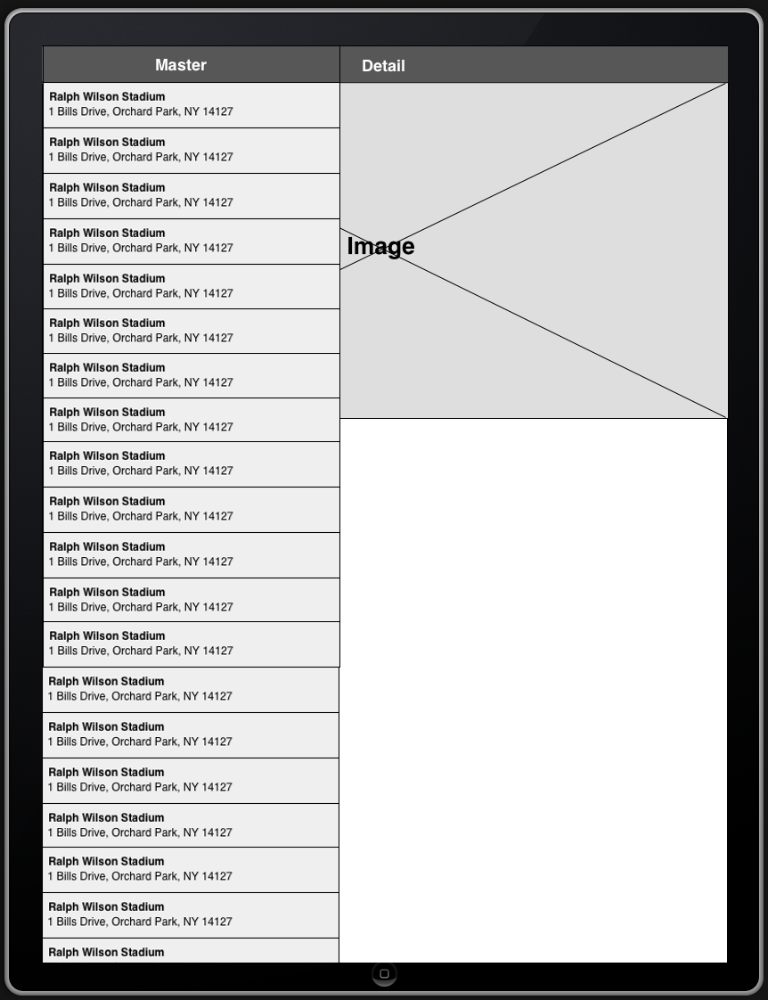 Master
Detail
Ralph Wilson Stadium
1 Bills Drive, Orchard Park, NY 14127
Ralph Wilson Stadium
1 Bills Drive, Orchard Park, NY 14127
Ralph Wilson Stadium
1 Bills Drive, Orchard Park, NY 14127
Ralph Wilson Stadium
1 Bills Drive, Orchard Park, NY 14127
Ralph Wilson Stadium
1 Bills Drive, Orchard Park, NY 14127
Ralph Wilson Stadium
1 Bills Drive, Orchard Park, NY 14127
Ralph Wilson Stadium
1 Bills Drive, Orchard Park, NY 14127
Ralph Wilson Stadium
1 Bills Drive, Orchard Park, NY 14127
Ralph Wilson Stadium
1 Bills Drive, Orchard Park, NY 14127
Ralph Wilson Stadium
1 Bills Drive, Orchard Park, NY 14127
Ralph Wilson Stadium
1 Bills Drive, Orchard Park, NY 14127
Ralph Wilson Stadium
1 Bills Drive, Orchard Park, NY 14127
Ralph Wilson Stadium
1 Bills Drive, Orchard Park, NY 14127
Ralph Wilson Stadium
1 Bills Drive, Orchard Park, NY 14127
Ralph Wilson Stadium
1 Bills Drive, Orchard Park, NY 14127
Ralph Wilson Stadium
1 Bills Drive, Orchard Park, NY 14127
Ralph Wilson Stadium
1 Bills Drive, Orchard Park, NY 14127
Ralph Wilson Stadium
1 Bills Drive, Orchard Park, NY 14127
Ralph Wilson Stadium
1 Bills Drive, Orchard Park, NY 14127
Ralph Wilson Stadium
Image